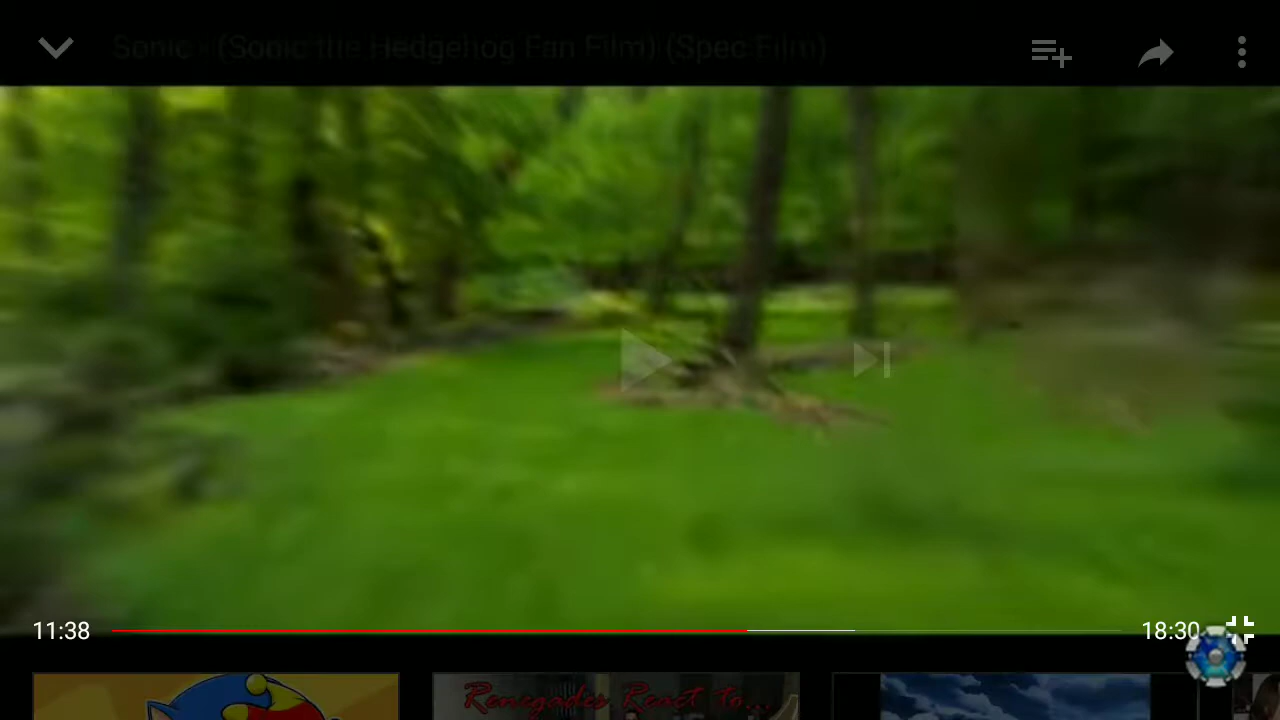 Sonic - (Sonic the Hedgehog Fan Film) (Spec Film)
11:38
18:30
Renegades React to...